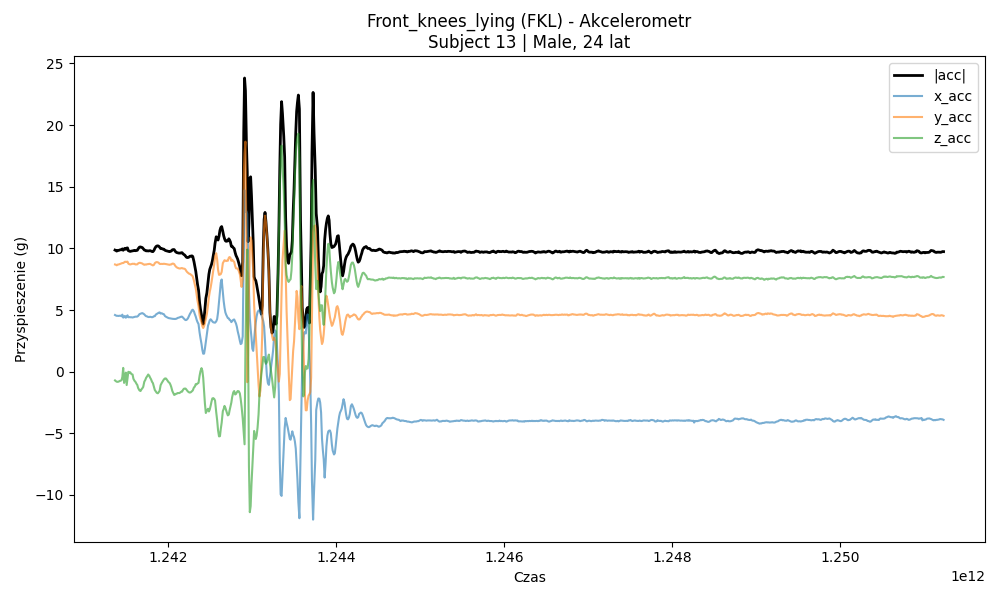 Front_knees_lying (FKL) - Akcelerometr
Subject 13 | Male, 24 lat
|acc|
x_acc
y_acc
z_acc
Przyspieszenie (g)
25
20
15
10
5
0
−5
−10
1.242
1.244
1.246
1.248
1.250
1e12
Czas